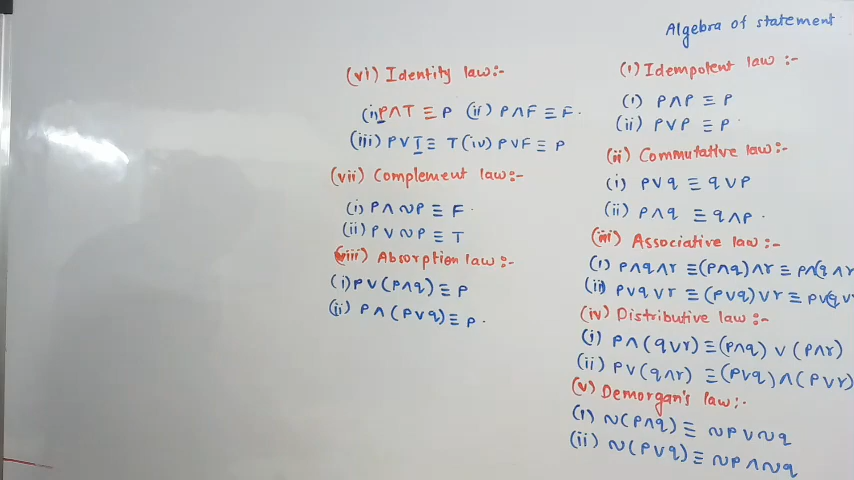 Algebra of statement
(i) Idempotent law :-
(i) P∧P ≡ P
(ii) P∨P ≡ P.
(ii) Commutative law :-
(i) P∨q ≡ q∨P
(ii) P∧q ≡ q∧P.
(iii) Associative law :-
(i) P∧q∧r ≡ (P∧q)∧r ≡ P∧(q∧r
(ii) P∨q∨r ≡ (P∨q)∨r ≡ P∨(q∨r
(iv) Distributive law :-
(i) P∧(q∨r) ≡ (P∧q) ∨ (P∧r)
(ii) P∨(q∧r) ≡ (P∨q)∧(P∨r)
(v) Demorgan's law :-
(i) ~(P∧q) ≡ ~P∨~q
(ii) ~(P∨q) ≡ ~P∧~q
(vi) Identity law :-
(i) P∧T ≡ P (ii) P∧F ≡ F.
(iii) P∨T ≡ T (iv) P∨F ≡ P
(vii) Complement law :-
(i) P∧~P ≡ F.
(ii) P∨~P ≡ T
(viii) Absorption law :-
(i) P∨(P∧q) ≡ P
(ii) P∧(P∨q) ≡ P.